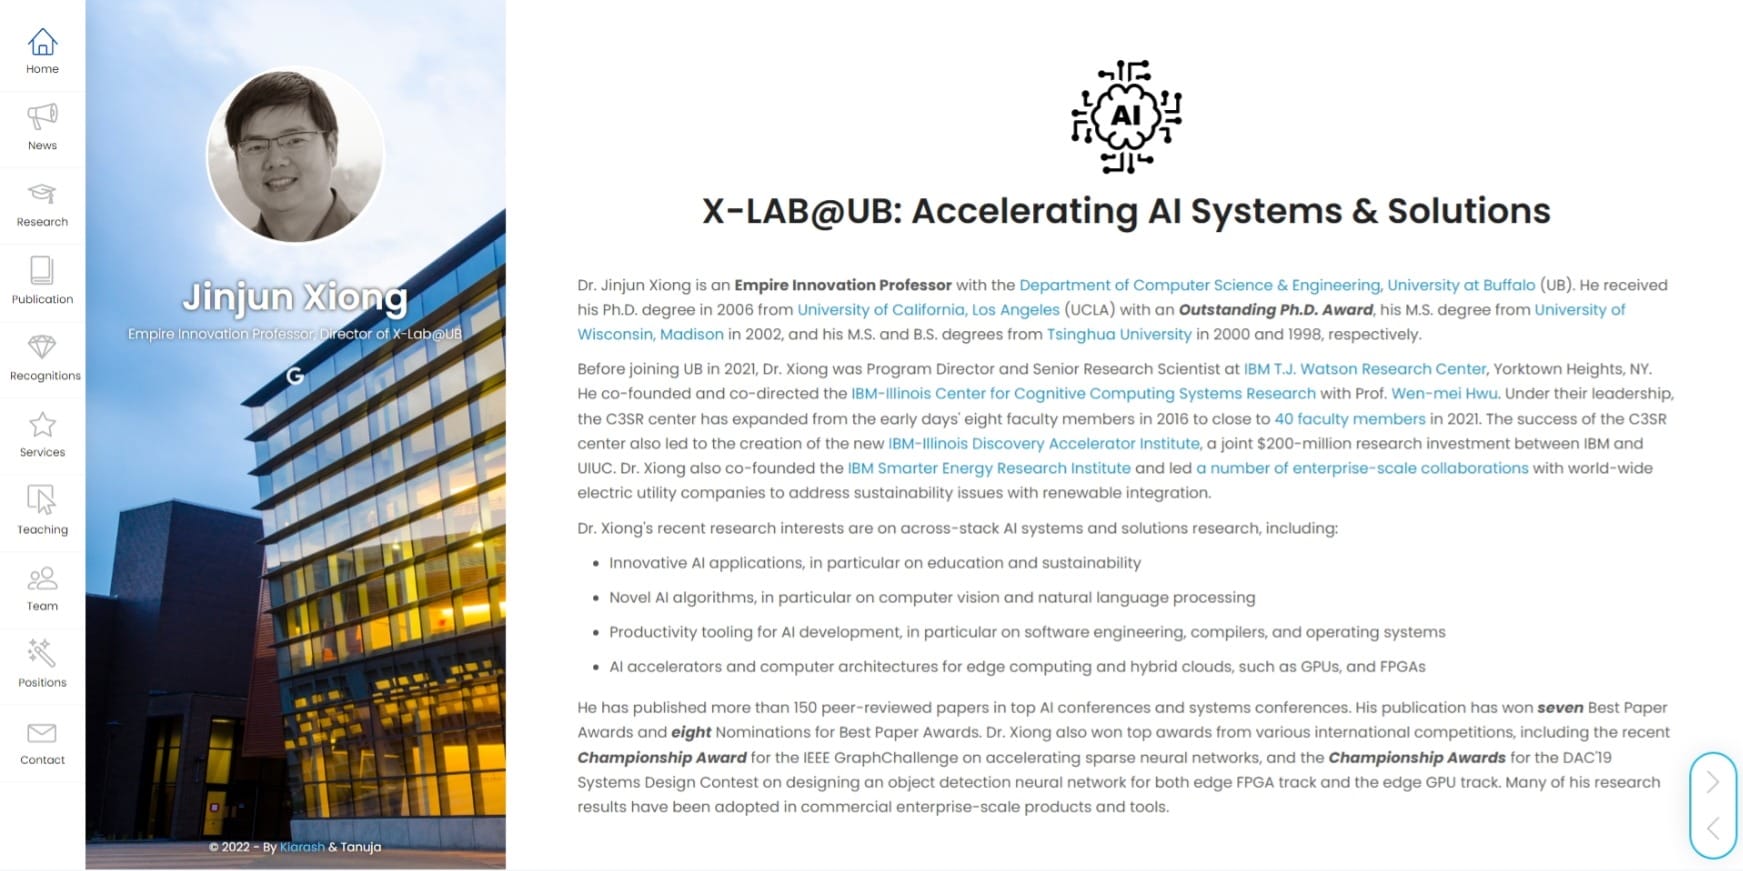 Home
News
Research
Publication
Recognitions
Services
Teaching
Team
Positions
Contact
Jinjun Xiong
Empire Innovation Professor, Director of X-Lab@UB
G
© 2022 - By Kiarash & Tanuja
AI
X-LAB@UB: Accelerating AI Systems & Solutions
Dr. Jinjun Xiong is an Empire Innovation Professor with the Department of Computer Science & Engineering, University at Buffalo (UB). He received
his Ph.D. degree in 2006 from University of California, Los Angeles (UCLA) with an Outstanding Ph.D. Award, his M.S. degree from University of
Wisconsin, Madison in 2002, and his M.S. and B.S. degrees from Tsinghua University in 2000 and 1998, respectively.
Before joining UB in 2021, Dr. Xiong was Program Director and Senior Research Scientist at IBM T.J. Watson Research Center, Yorktown Heights, NY.
He co-founded and co-directed the IBM-Illinois Center for Cognitive Computing Systems Research with Prof. Wen-mei Hwu. Under their leadership,
the C3SR center has expanded from the early days' eight faculty members in 2016 to close to 40 faculty members in 2021. The success of the C3SR
center also led to the creation of the new IBM-Illinois Discovery Accelerator Institute, a joint $200-million research investment between IBM and
UIUC. Dr. Xiong also co-founded the IBM Smarter Energy Research Institute and led a number of enterprise-scale collaborations with world-wide
electric utility companies to address sustainability issues with renewable integration.
Dr. Xiong's recent research interests are on across-stack AI systems and solutions research, including:
• Innovative AI applications, in particular on education and sustainability
• Novel AI algorithms, in particular on computer vision and natural language processing
• Productivity tooling for AI development, in particular on software engineering, compilers, and operating systems
• AI accelerators and computer architectures for edge computing and hybrid clouds, such as GPUs, and FPGAs
He has published more than 150 peer-reviewed papers in top AI conferences and systems conferences. His publication has won seven Best Paper
Awards and eight Nominations for Best Paper Awards. Dr. Xiong also won top awards from various international competitions, including the recent
Championship Award for the IEEE GraphChallenge on accelerating sparse neural networks, and the Championship Awards for the DAC'19
Systems Design Contest on designing an object detection neural network for both edge FPGA track and the edge GPU track. Many of his research
results have been adopted in commercial enterprise-scale products and tools.